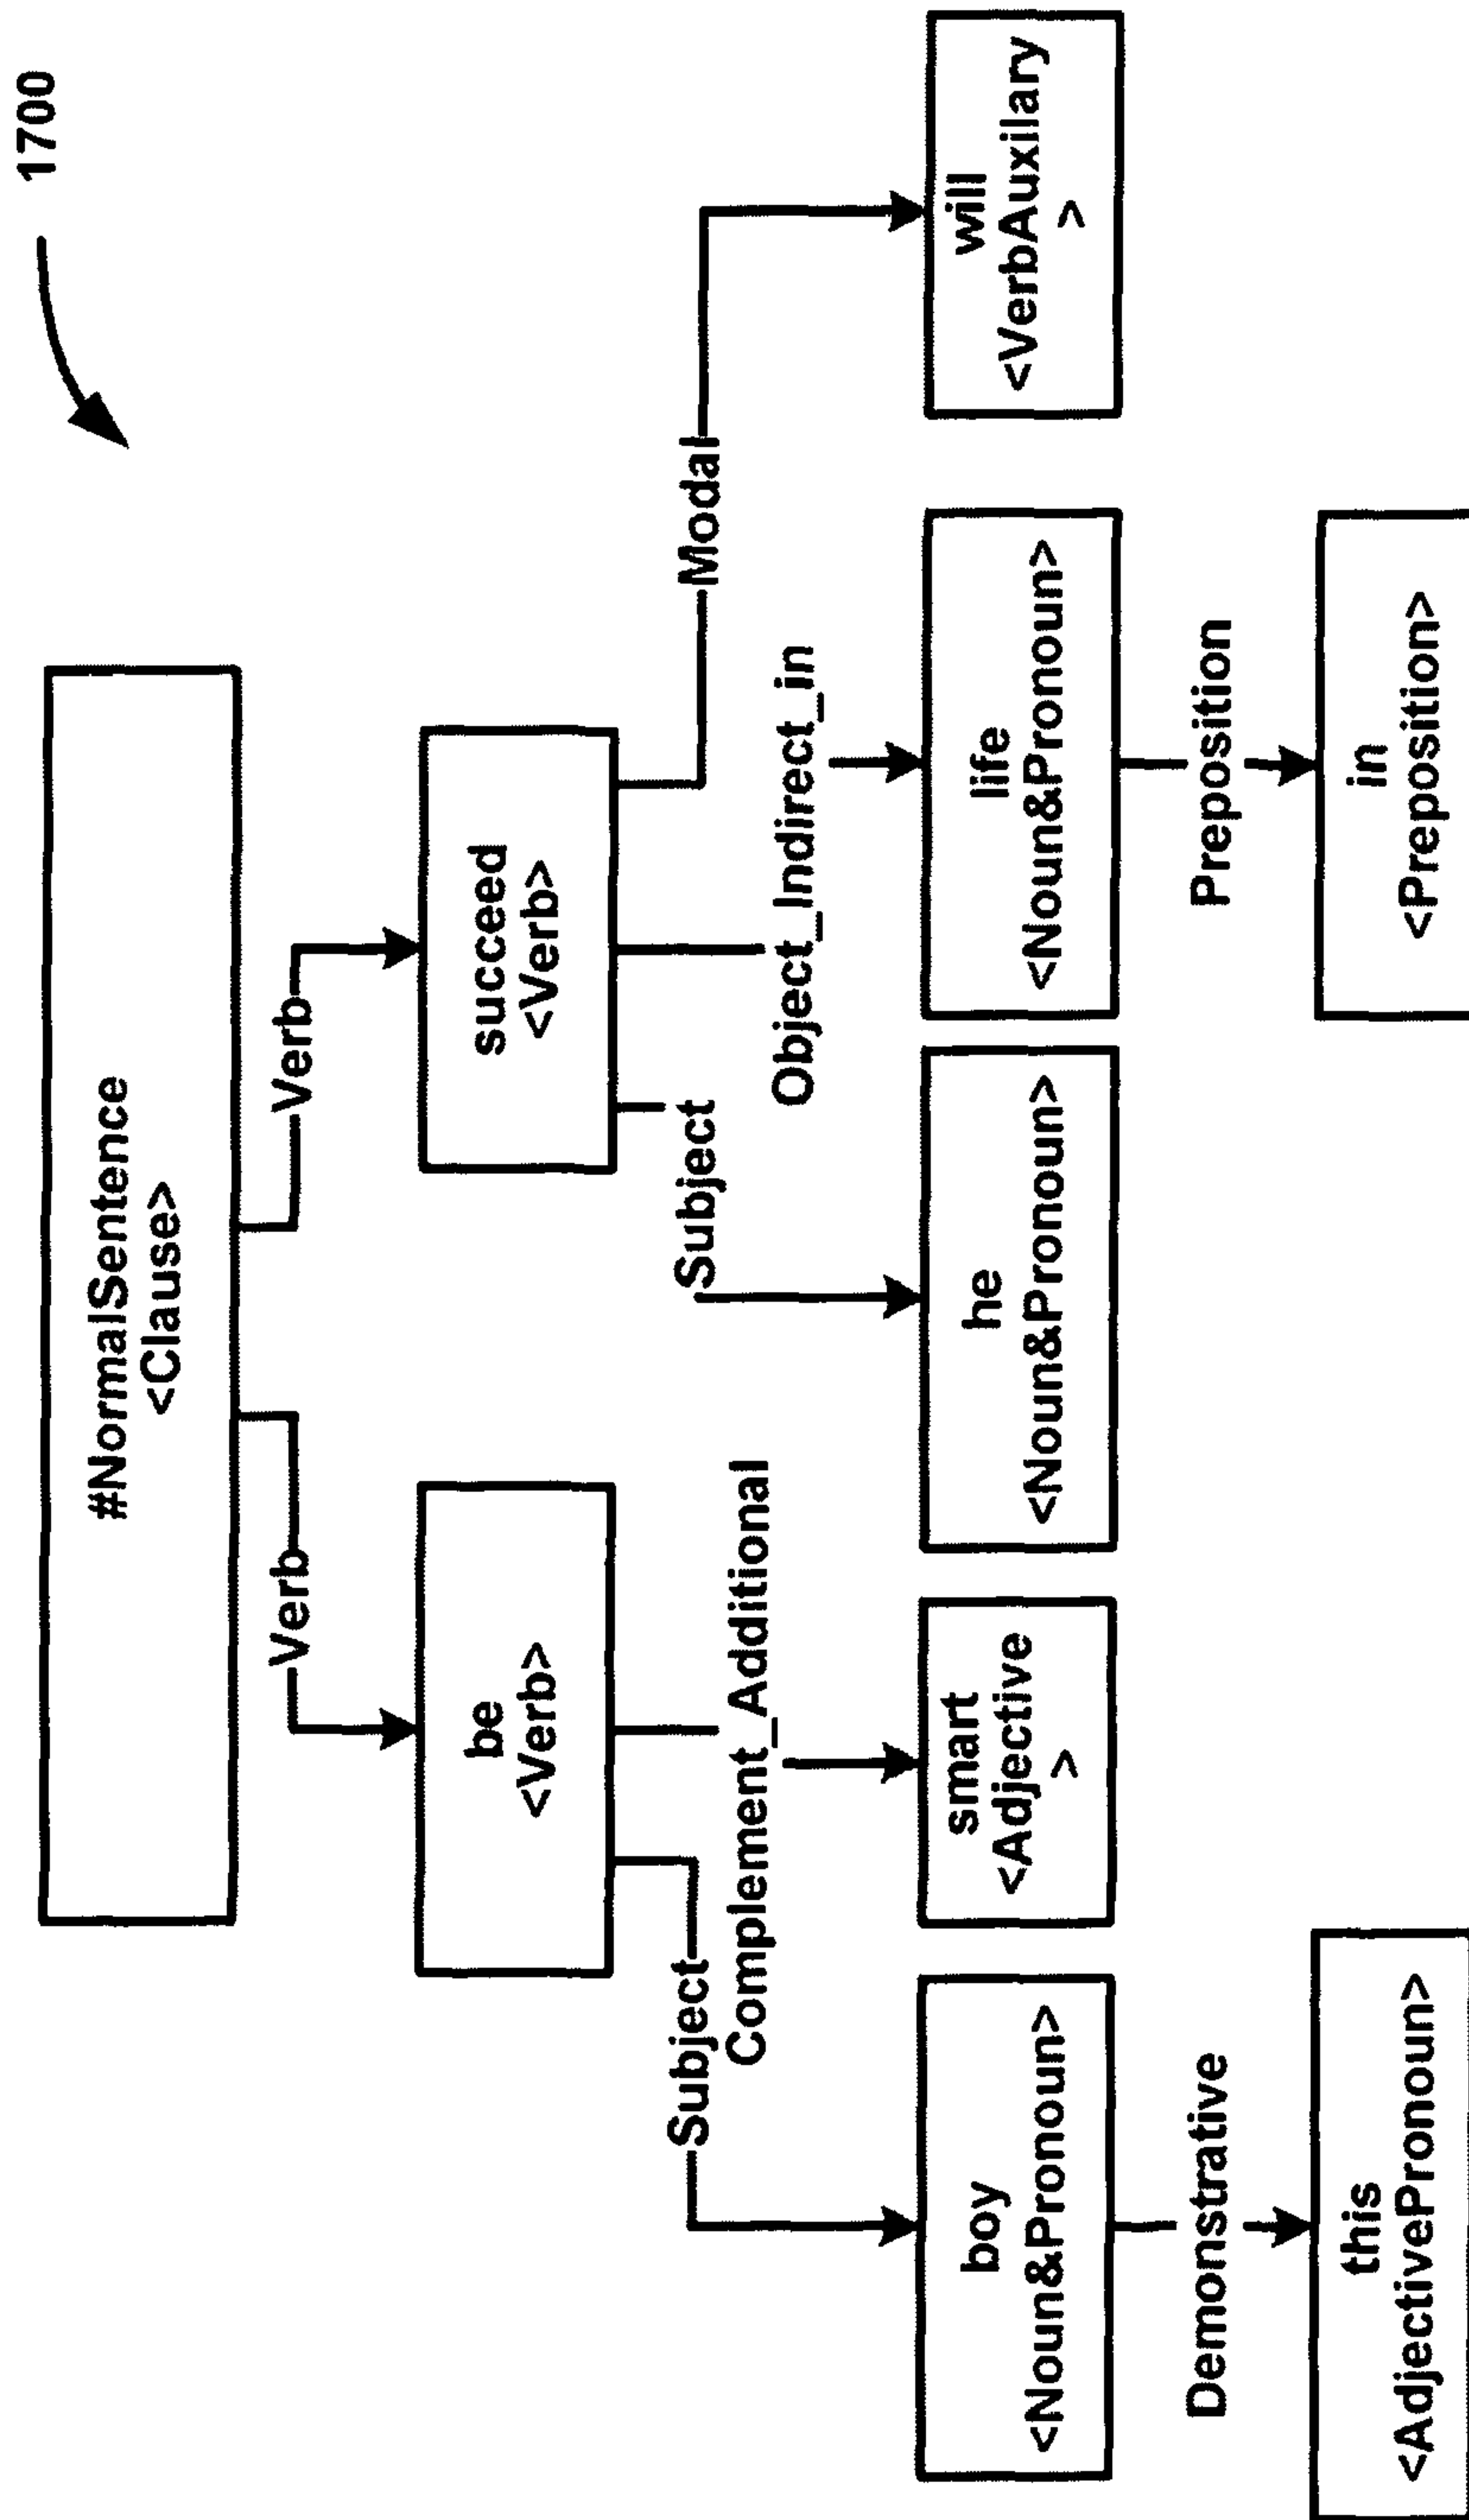 1700
#NormalSentence
<Clause>
Verb
Verb
be
<Verb>
succeed
<Verb>
Subject
Complement_Additional
Subject
Object_Indirect_in
Modal
boy
<Noun&Pronoun>
smart
<Adjective
>
he
<Noun&Pronoun>
life
<Noun&Pronoun>
will
<VerbAuxilary
>
Demonstrative
Preposition
this
<AdjectivePronoun>
in
<Preposition>